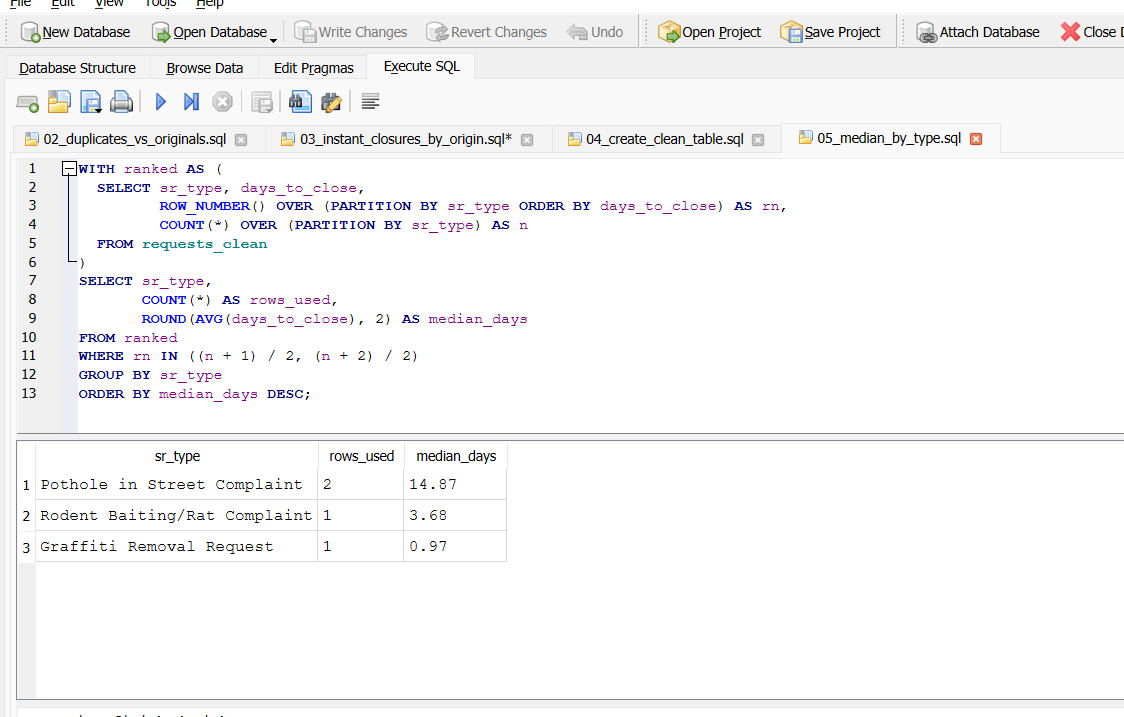 File Edit View Tools Help
New Database Open Database Write Changes Revert Changes Undo Open Project Save Project Attach Database Close
Database Structure Browse Data Edit Pragmas Execute SQL
02_duplicates_vs_originals.sql 03_instant_closures_by_origin.sql* 04_create_clean_table.sql 05_median_by_type.sql
1 WITH ranked AS (
2 SELECT sr_type, days_to_close,
3 ROW_NUMBER() OVER (PARTITION BY sr_type ORDER BY days_to_close) AS rn,
4 COUNT(*) OVER (PARTITION BY sr_type) AS n
5 FROM requests_clean
6 )
7 SELECT sr_type,
8 COUNT(*) AS rows_used,
9 ROUND(AVG(days_to_close), 2) AS median_days
10 FROM ranked
11 WHERE rn IN ((n + 1) / 2, (n + 2) / 2)
12 GROUP BY sr_type
13 ORDER BY median_days DESC;
sr_type rows_used median_days
1 Pothole in Street Complaint 2 14.87
2 Rodent Baiting/Rat Complaint 1 3.68
3 Graffiti Removal Request 1 0.97